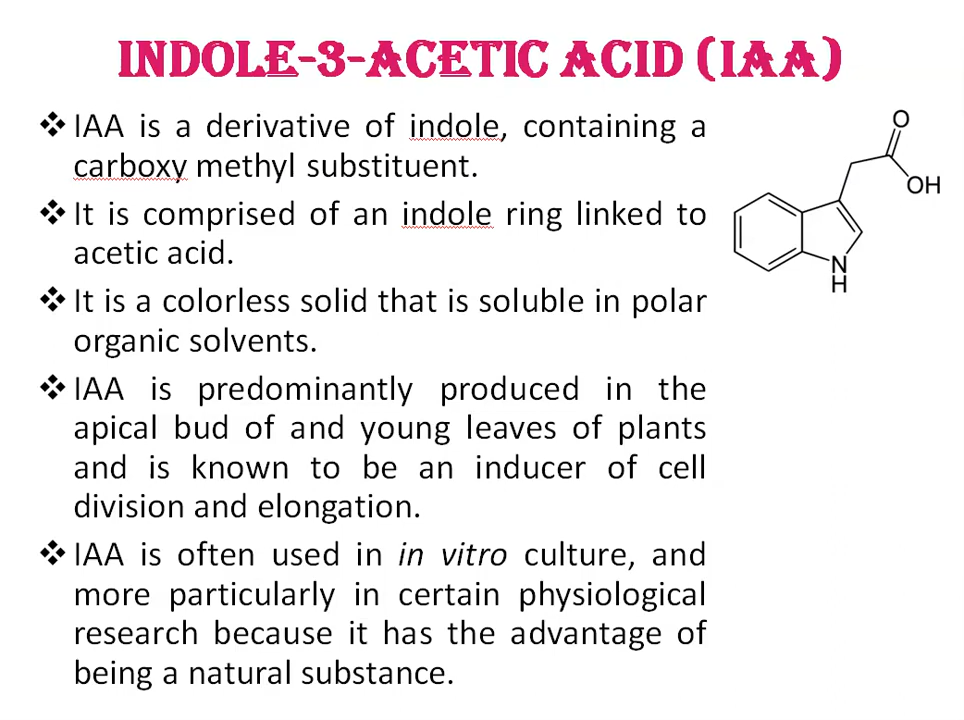 INDOLE-3-ACETIC ACID (IAA)
❖ IAA is a derivative of indole, containing a
carboxy methyl substituent.
❖ It is comprised of an indole ring linked to
acetic acid.
❖ It is a colorless solid that is soluble in polar
organic solvents.
❖ IAA is predominantly produced in the
apical bud of and young leaves of plants
and is known to be an inducer of cell
division and elongation.
❖ IAA is often used in in vitro culture, and
more particularly in certain physiological
research because it has the advantage of
being a natural substance.
O
OH
N
H